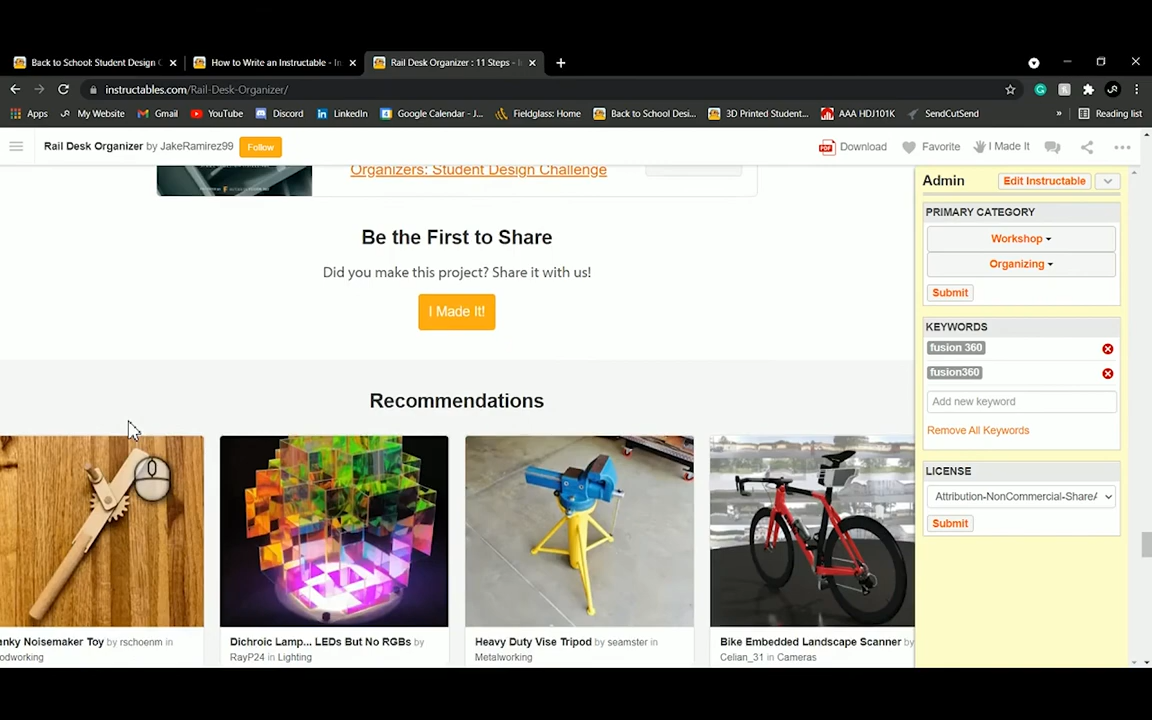 Back to School: Student Design C
How to Write an Instructable - In
Rail Desk Organizer : 11 Steps - I
instructables.com/Rail-Desk-Organizer/
Apps My Website Gmail YouTube Discord LinkedIn Google Calendar - J... Fieldglass: Home Back to School Desi... 3D Printed Student... AAA HDJ101K SendCutSend » Reading list
Rail Desk Organizer by JakeRamirez99 Follow PDF Download Favorite I Made It
Organizers: Student Design Challenge
Be the First to Share
Did you make this project? Share it with us!
I Made It!
Recommendations
anky Noisemaker Toy by rschoenm in
odworking
Dichroic Lamp... LEDs But No RGBs by
RayP24 in Lighting
Heavy Duty Vise Tripod by seamster in
Metalworking
Bike Embedded Landscape Scanner by
Celian_31 in Cameras
Admin Edit Instructable
PRIMARY CATEGORY
Workshop
Organizing
Submit
KEYWORDS
fusion 360
fusion360
Add new keyword
Remove All Keywords
LICENSE
Attribution-NonCommercial-ShareA
Submit